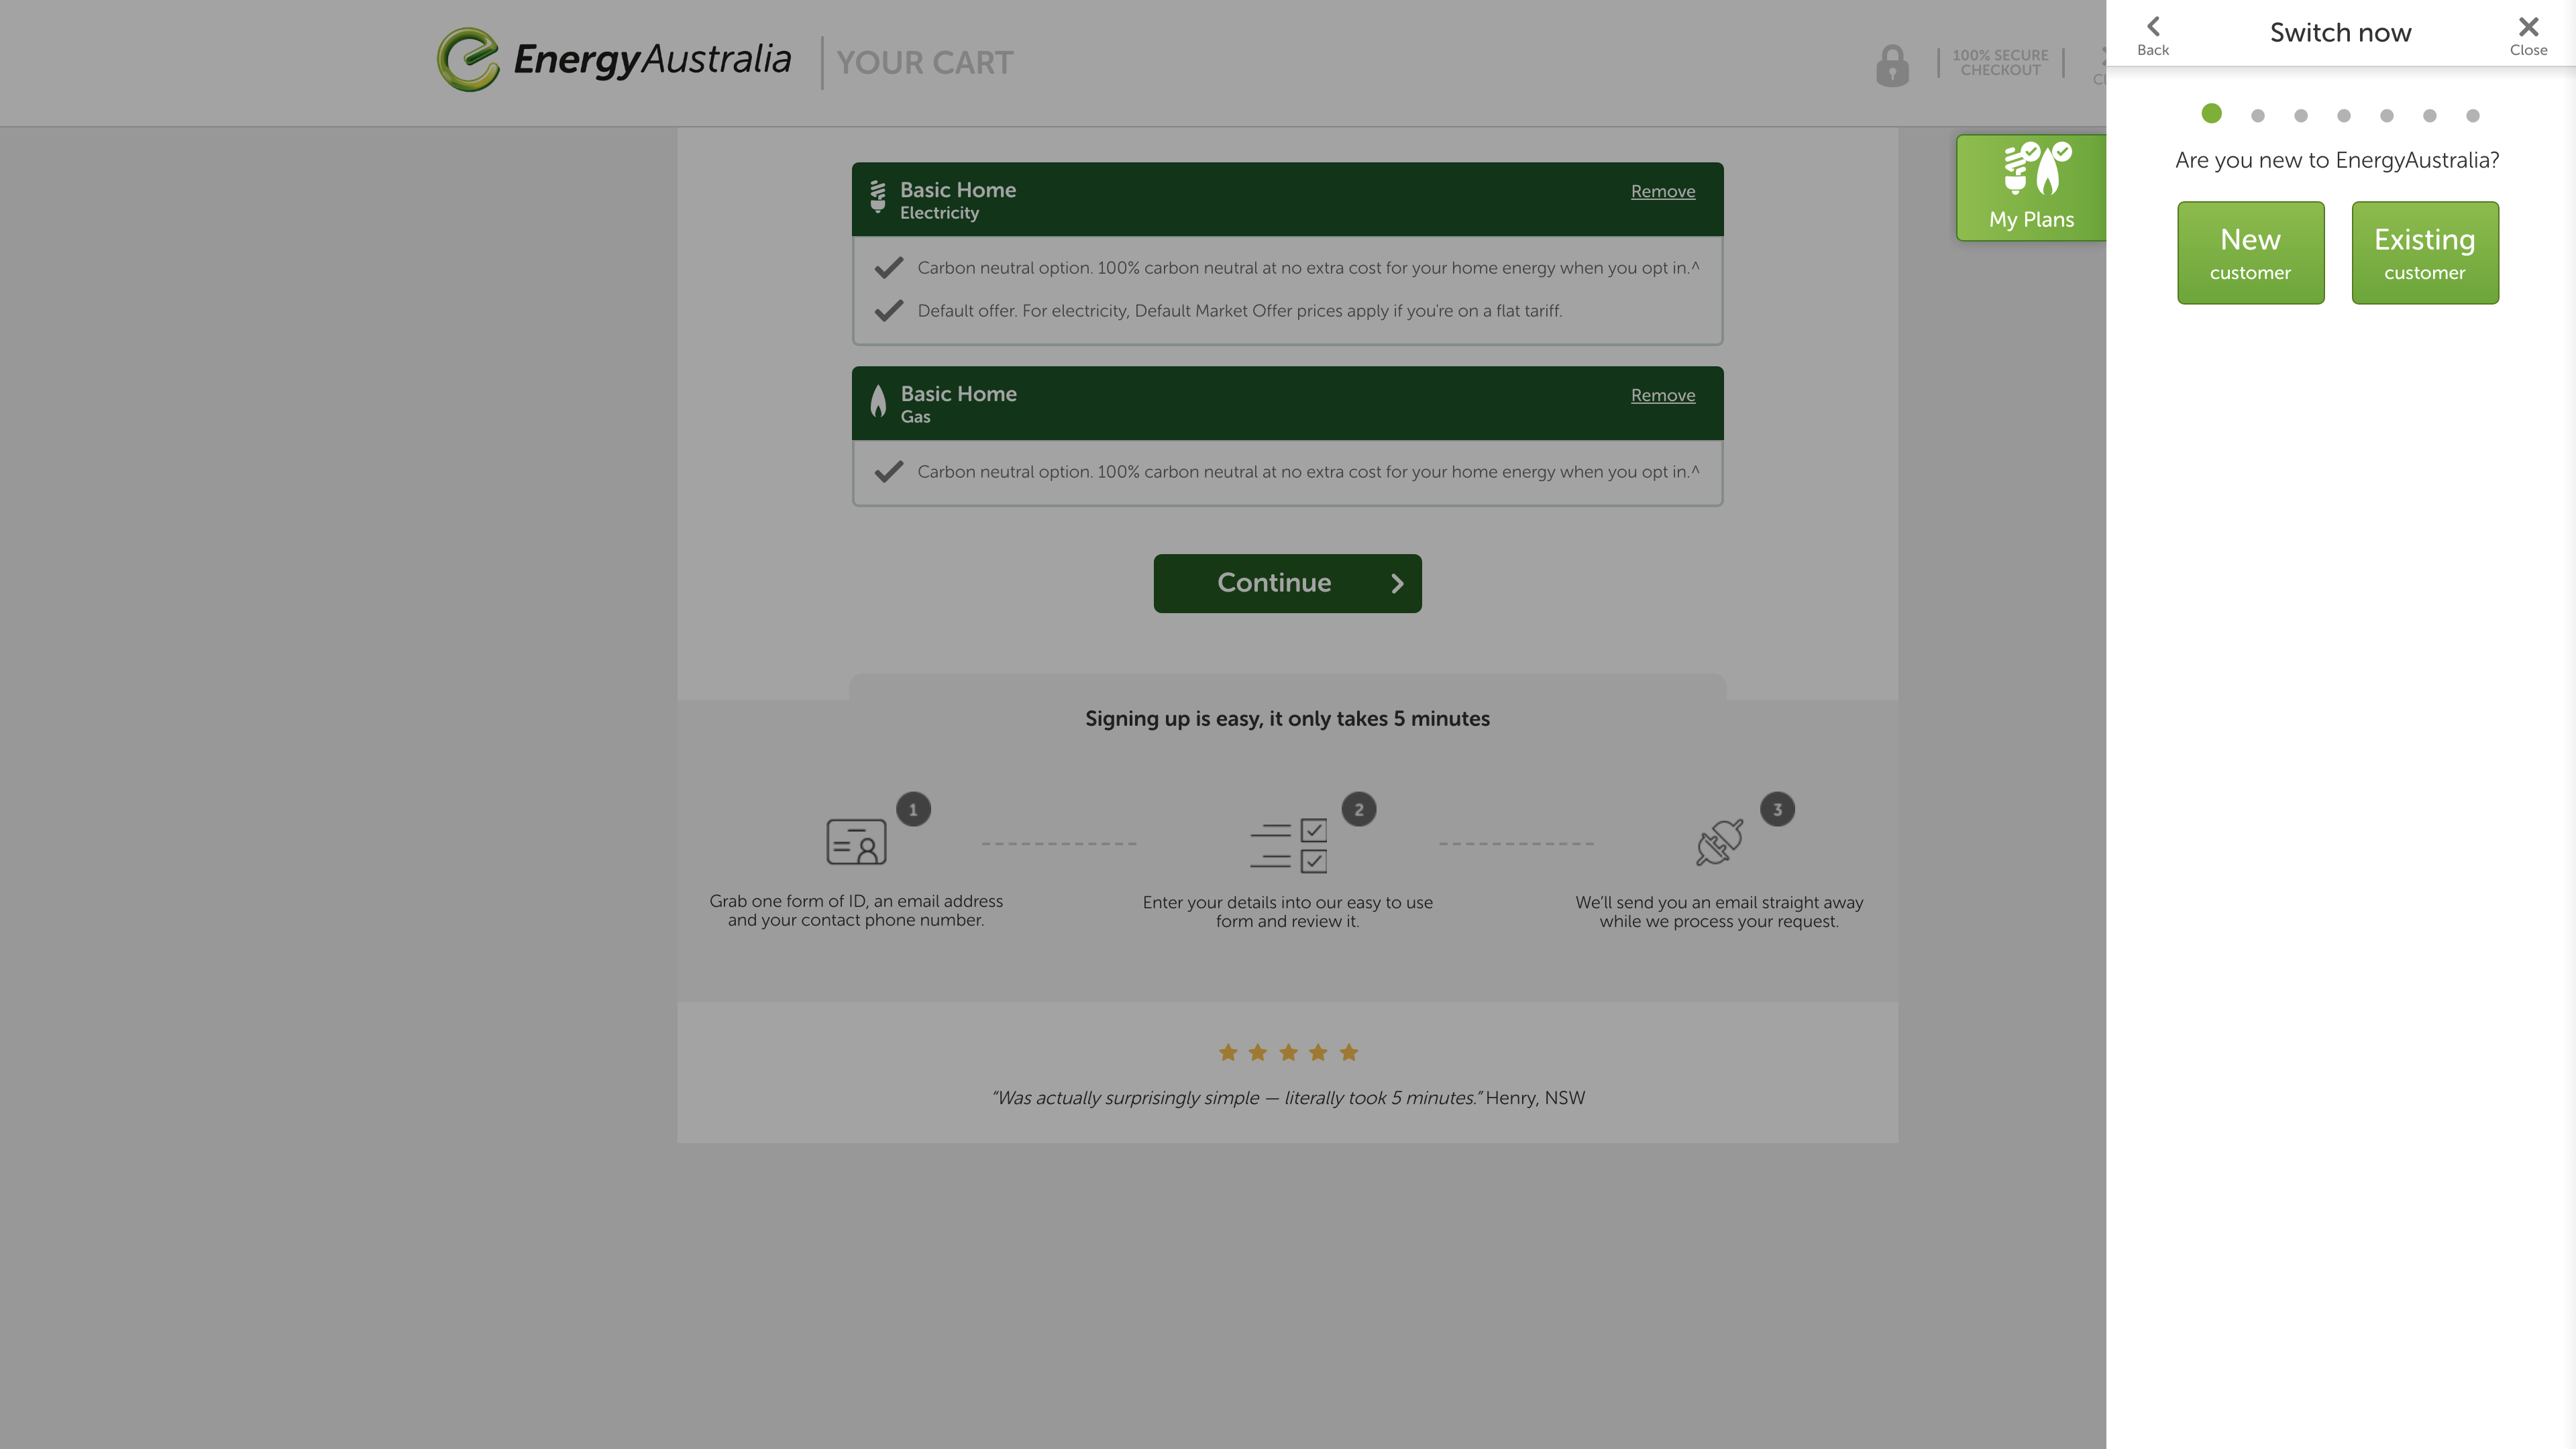 EnergyAustralia
YOUR CART
100% SECURE
CHECKOUT
Back
Switch now
Close
Are you new to EnergyAustralia?
New
customer
Existing
customer
My Plans
Basic Home
Electricity
Remove
Carbon neutral option. 100% carbon neutral at no extra cost for your home energy when you opt in.^
Default offer. For electricity, Default Market Offer prices apply if you're on a flat tariff.
Basic Home
Gas
Remove
Carbon neutral option. 100% carbon neutral at no extra cost for your home energy when you opt in.^
Continue
Signing up is easy, it only takes 5 minutes
1
Grab one form of ID, an email address
and your contact phone number.
2
Enter your details into our easy to use
form and review it.
3
We'll send you an email straight away
while we process your request.
“Was actually surprisingly simple — literally took 5 minutes.” Henry, NSW